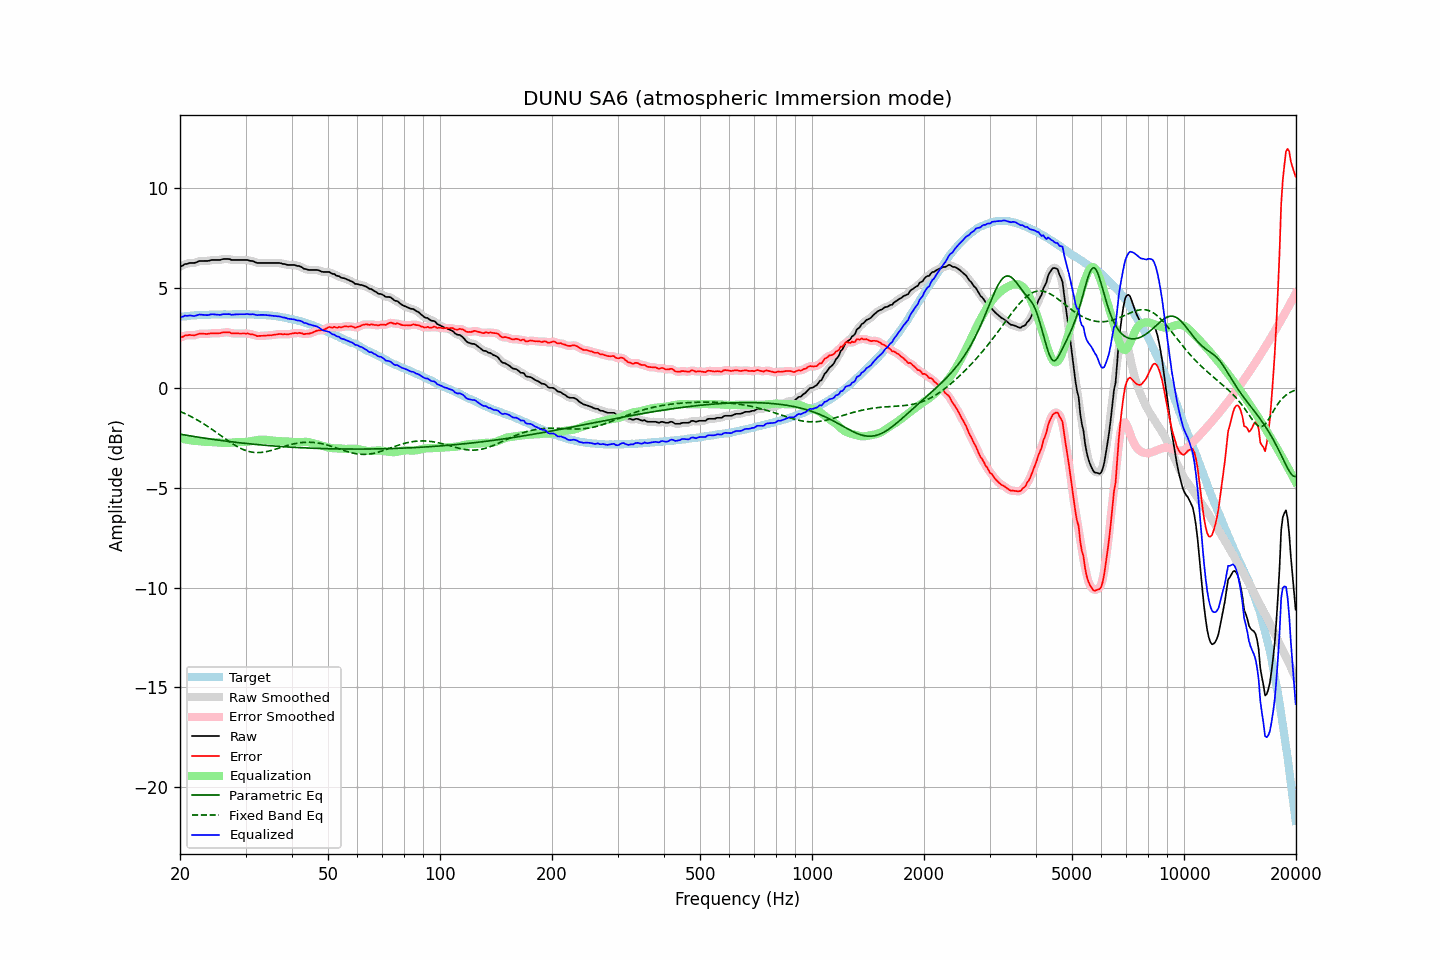 DUNU SA6 (atmospheric Immersion mode)
Amplitude (dBr)
10
5
0
−5
−10
−15
−20
Target
Raw Smoothed
Error Smoothed
Raw
Error
Equalization
Parametric Eq
Fixed Band Eq
Equalized
20 50 100 200 500 1000 2000 5000 10000 20000
Frequency (Hz)